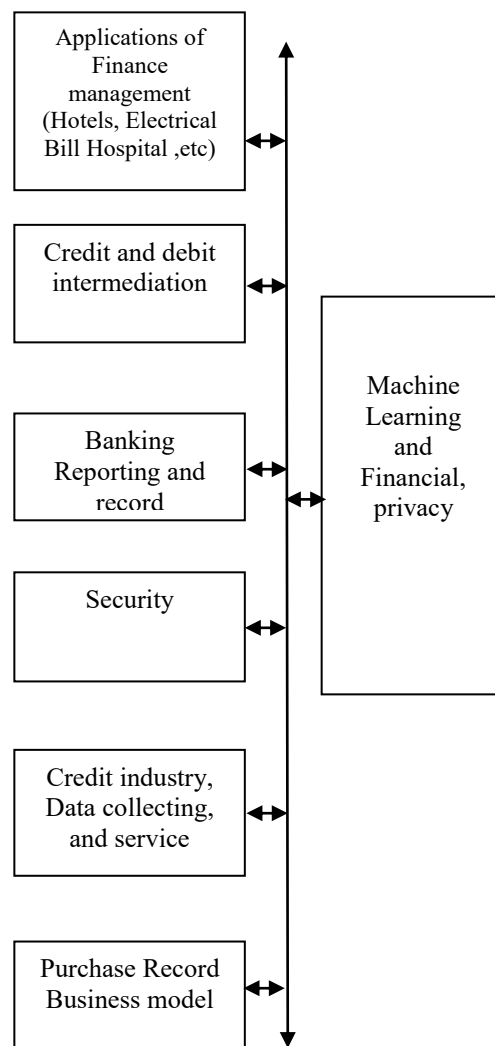 Applications of
Finance
management
(Hotels, Electrical
Bill Hospital ,etc)
Credit and debit
intermediation
Banking
Reporting and
record
Security
Credit industry,
Data collecting,
and service
Purchase Record
Business model
Machine
Learning
and
Financial,
privacy